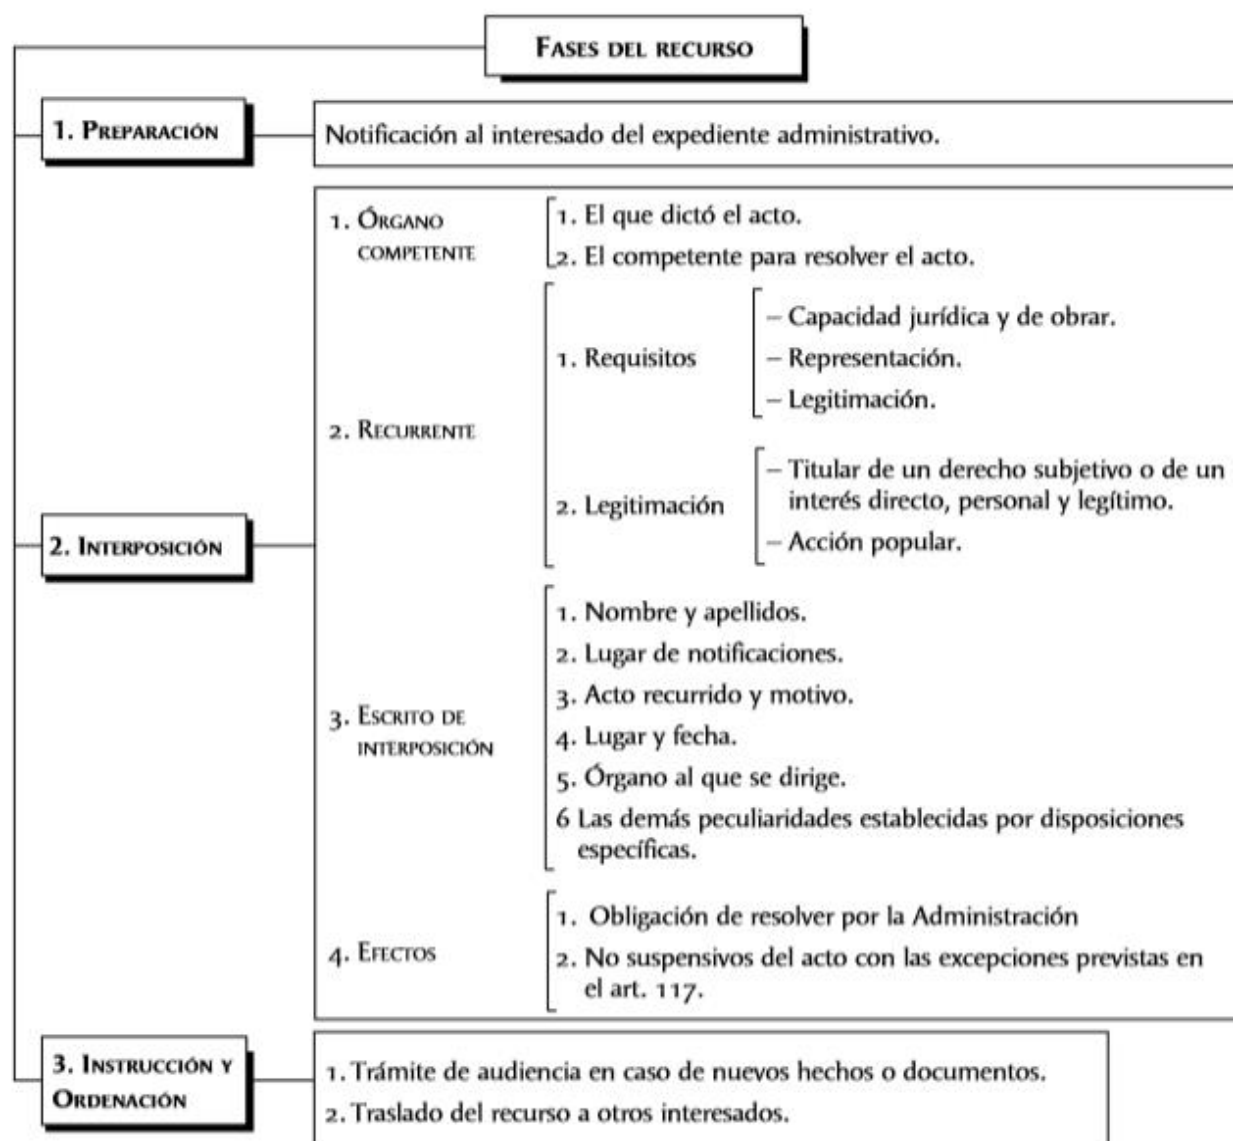 FASES DEL RECURSO
1. PREPARACIÓN
Notificación al interesado del expediente administrativo.
2. INTERPOSICIÓN
1. ÓRGANO
COMPETENTE
1. El que dictó el acto.
2. El competente para resolver el acto.
2. RECURRENTE
1. Requisitos
– Capacidad jurídica y de obrar.
– Representación.
– Legitimación.
2. Legitimación
– Titular de un derecho subjetivo o de un
interés directo, personal y legítimo.
– Acción popular.
3. ESCRITO DE
INTERPOSICIÓN
1. Nombre y apellidos.
2. Lugar de notificaciones.
3. Acto recurrido y motivo.
4. Lugar y fecha.
5. Órgano al que se dirige.
6 Las demás peculiaridades establecidas por disposiciones
específicas.
4. EFECTOS
1. Obligación de resolver por la Administración
2. No suspensivos del acto con las excepciones previstas en
el art. 117.
3. INSTRUCCIÓN Y
ORDENACIÓN
1. Trámite de audiencia en caso de nuevos hechos o documentos.
2. Traslado del recurso a otros interesados.